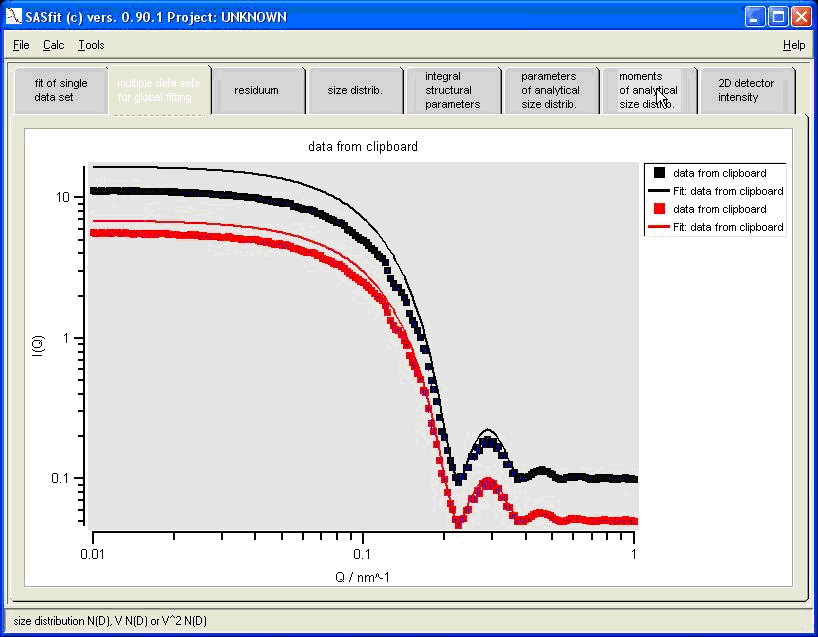 SASfit (c) vers. 0.90.1 Project: UNKNOWN
File Calc Tools Help
fit of single
data set
multiple data sets
for global fitting
residuum
size distrib.
integral
structural
parameters
parameters
of analytical
size distrib.
moments
of analytical
size distrib.
2D detector
intensity
data from clipboard
data from clipboard
Fit: data from clipboard
data from clipboard
Fit: data from clipboard
I(Q)
10
1
0.1
0.01
0.1
1
Q / nm^-1
size distribution N(D), V N(D) or V^2 N(D)